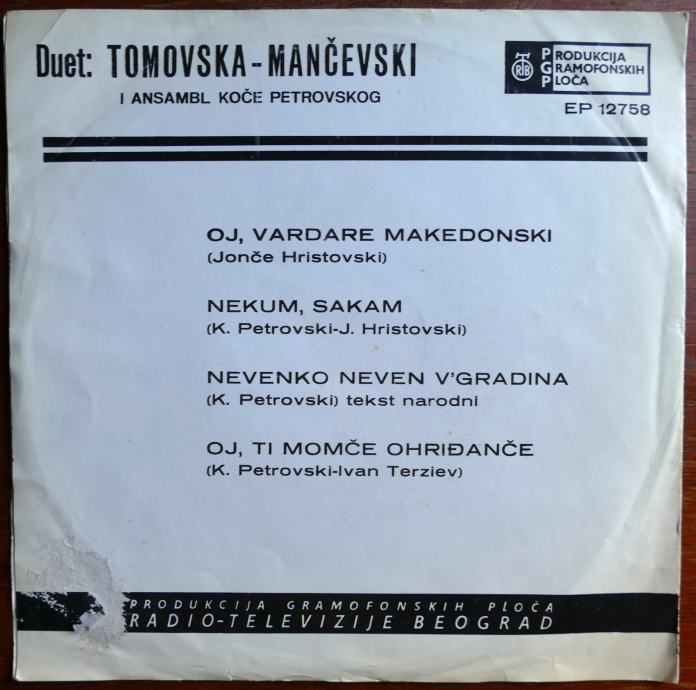 Duet: TOMOVSKA-MANČEVSKI
I ANSAMBL KOČE PETROVSKOG
RTB
PRODUKCIJA
GRAMOFONSKIH
PLOČA
EP 12758
OJ, VARDARE MAKEDONSKI
(Jonče Hristovski)
NEKUM, SAKAM
(K. Petrovski-J. Hristovski)
NEVENKO NEVEN V'GRADINA
(K. Petrovski) tekst narodni
OJ, TI MOMČE OHRIĐANČE
(K. Petrovski-Ivan Terziev)
PRODUKCIJA GRAMOFONSKIH PLOČA
RADIO-TELEVIZIJE BEOGRAD